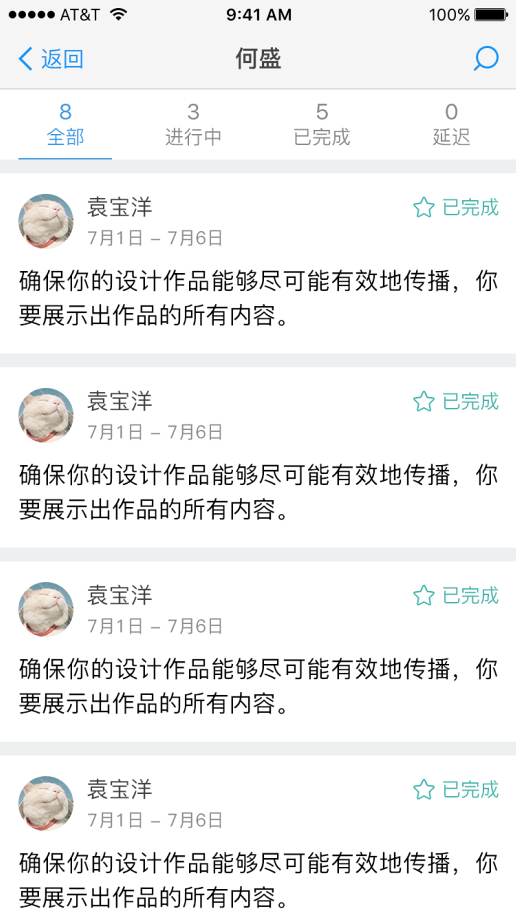 AT&T 9:41 AM 100%
返回 何盛
8 3 5 0
全部 进行中 已完成 延迟
袁宝洋 已完成
7月1日 – 7月6日
确保你的设计作品能够尽可能有效地传播，你
要展示出作品的所有内容。
袁宝洋 已完成
7月1日 – 7月6日
确保你的设计作品能够尽可能有效地传播，你
要展示出作品的所有内容。
袁宝洋 已完成
7月1日 – 7月6日
确保你的设计作品能够尽可能有效地传播，你
要展示出作品的所有内容。
袁宝洋 已完成
7月1日 – 7月6日
确保你的设计作品能够尽可能有效地传播，你
要展示出作品的所有内容。